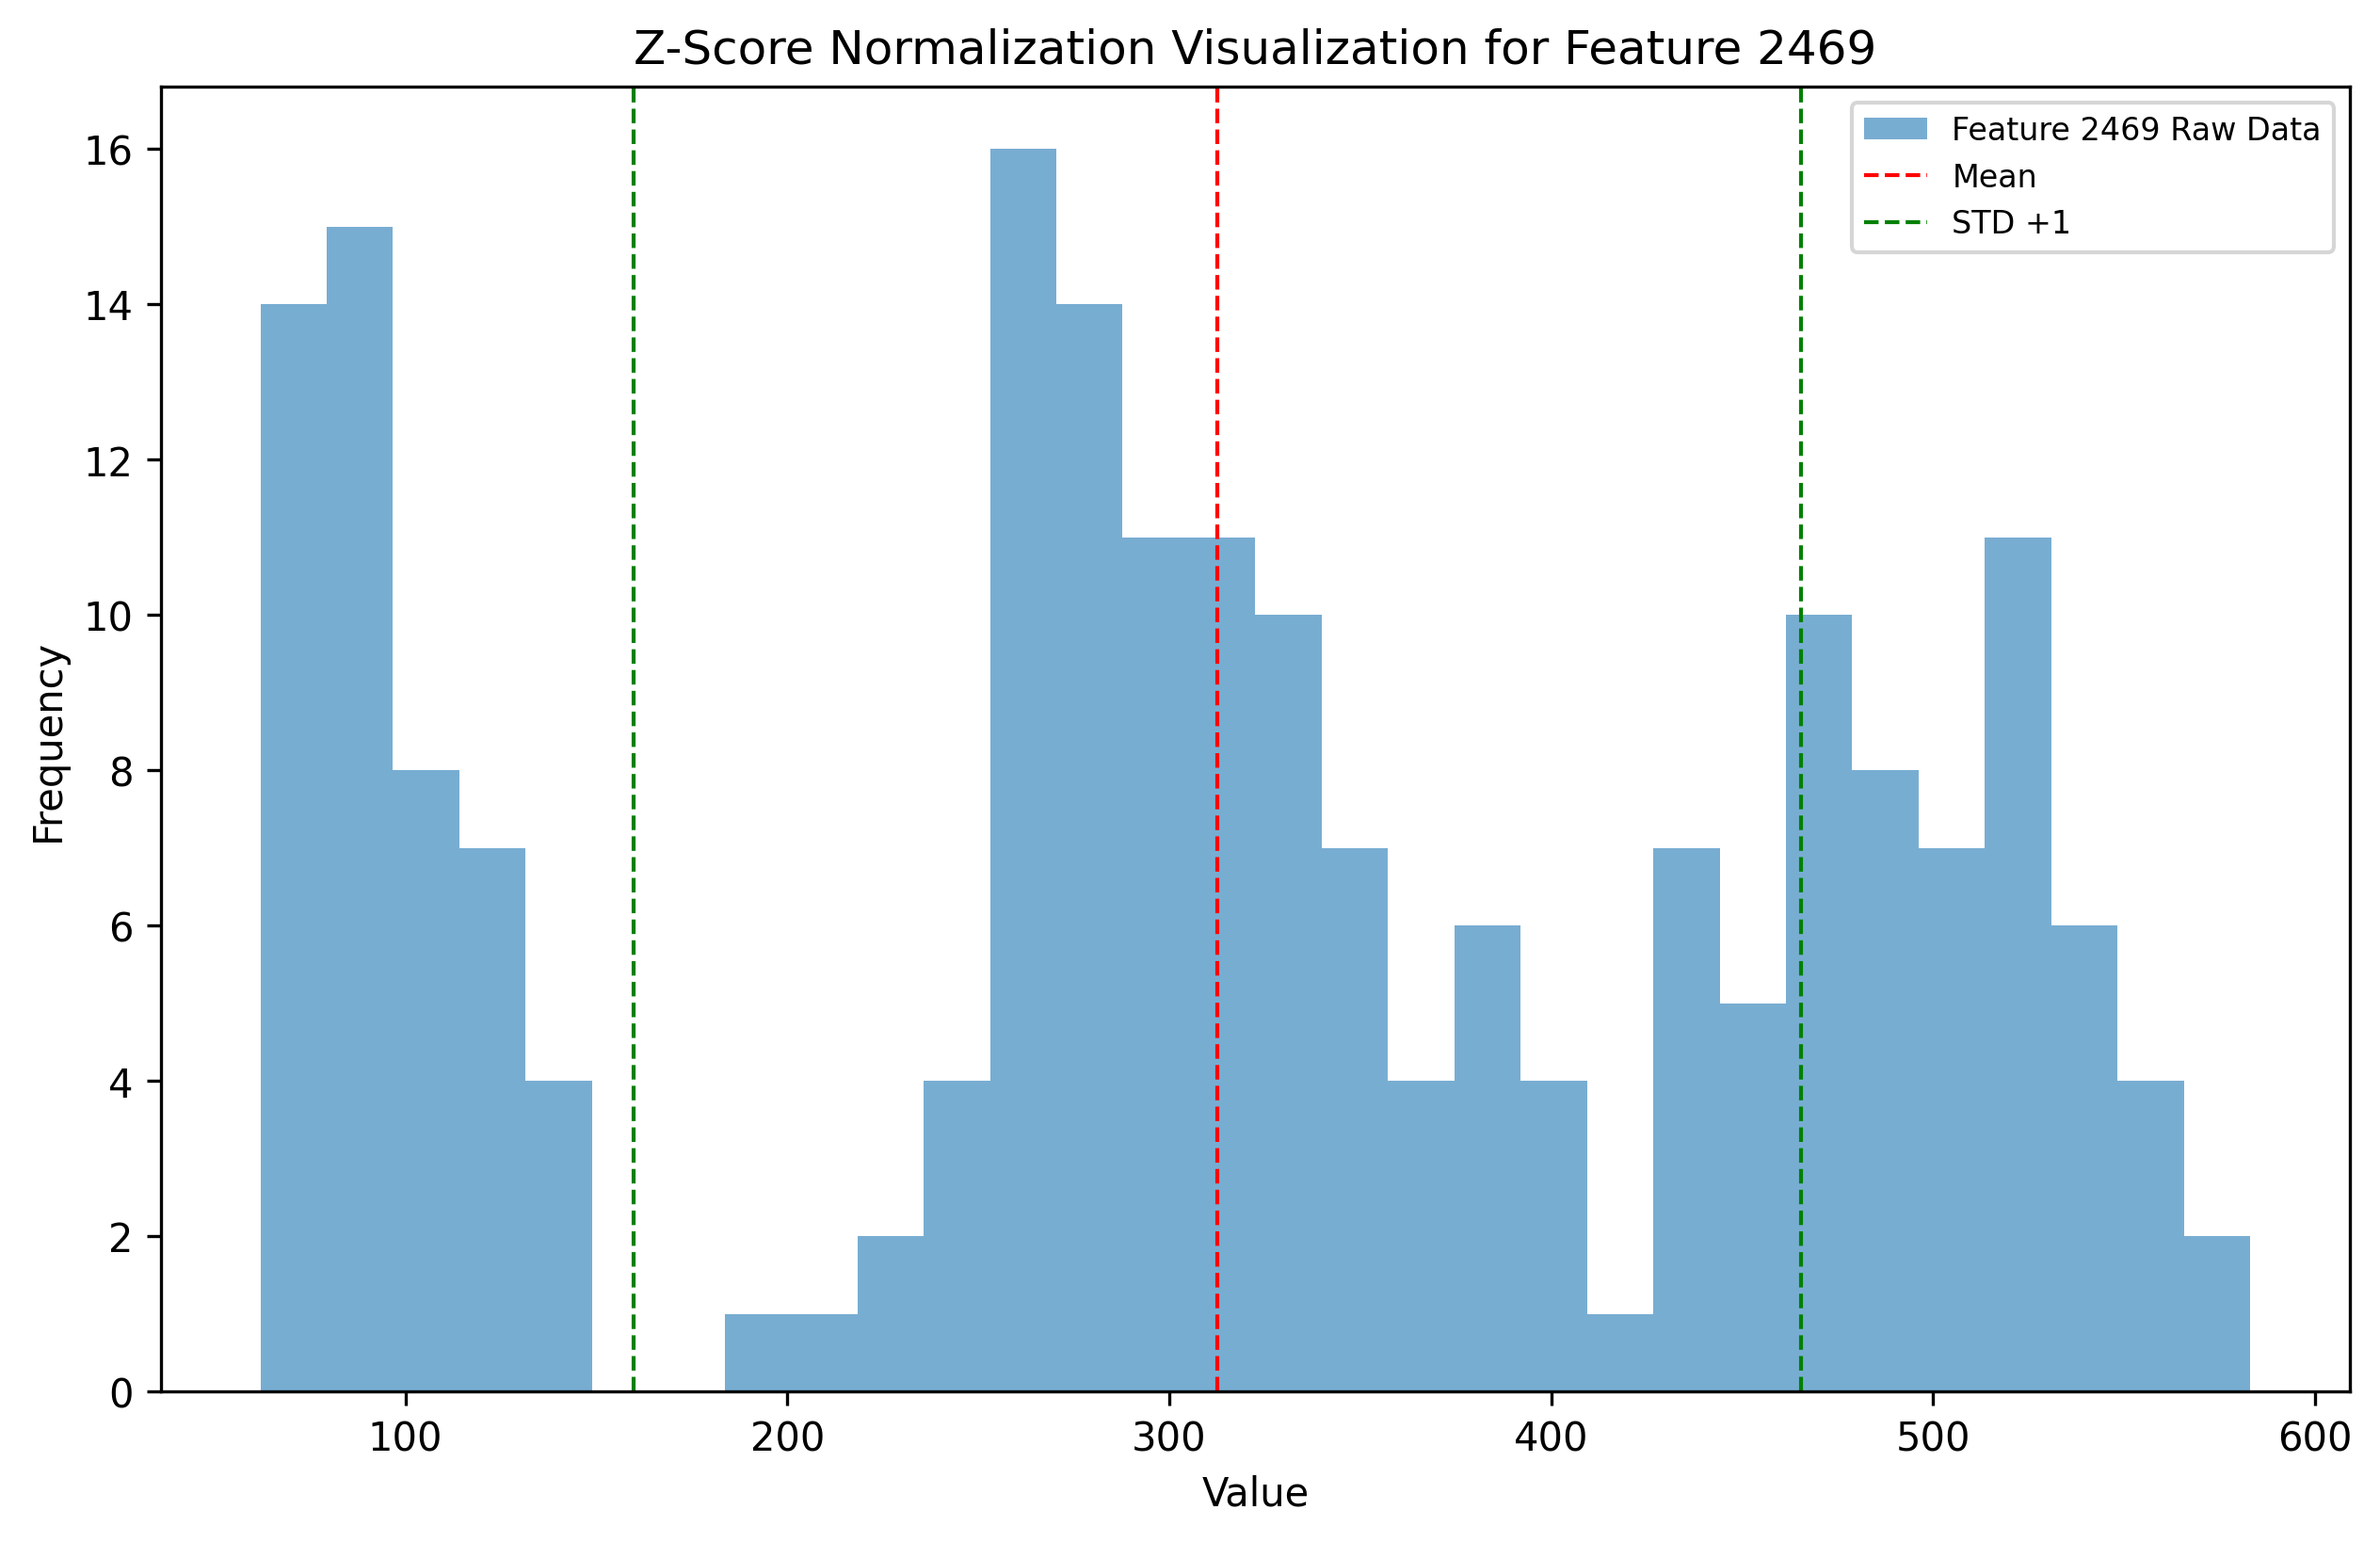 Z-Score Normalization Visualization for Feature 2469
Feature 2469 Raw Data
Mean
STD +1
16
14
12
10
8
6
4
2
0
Frequency
100 200 300 400 500 600
Value